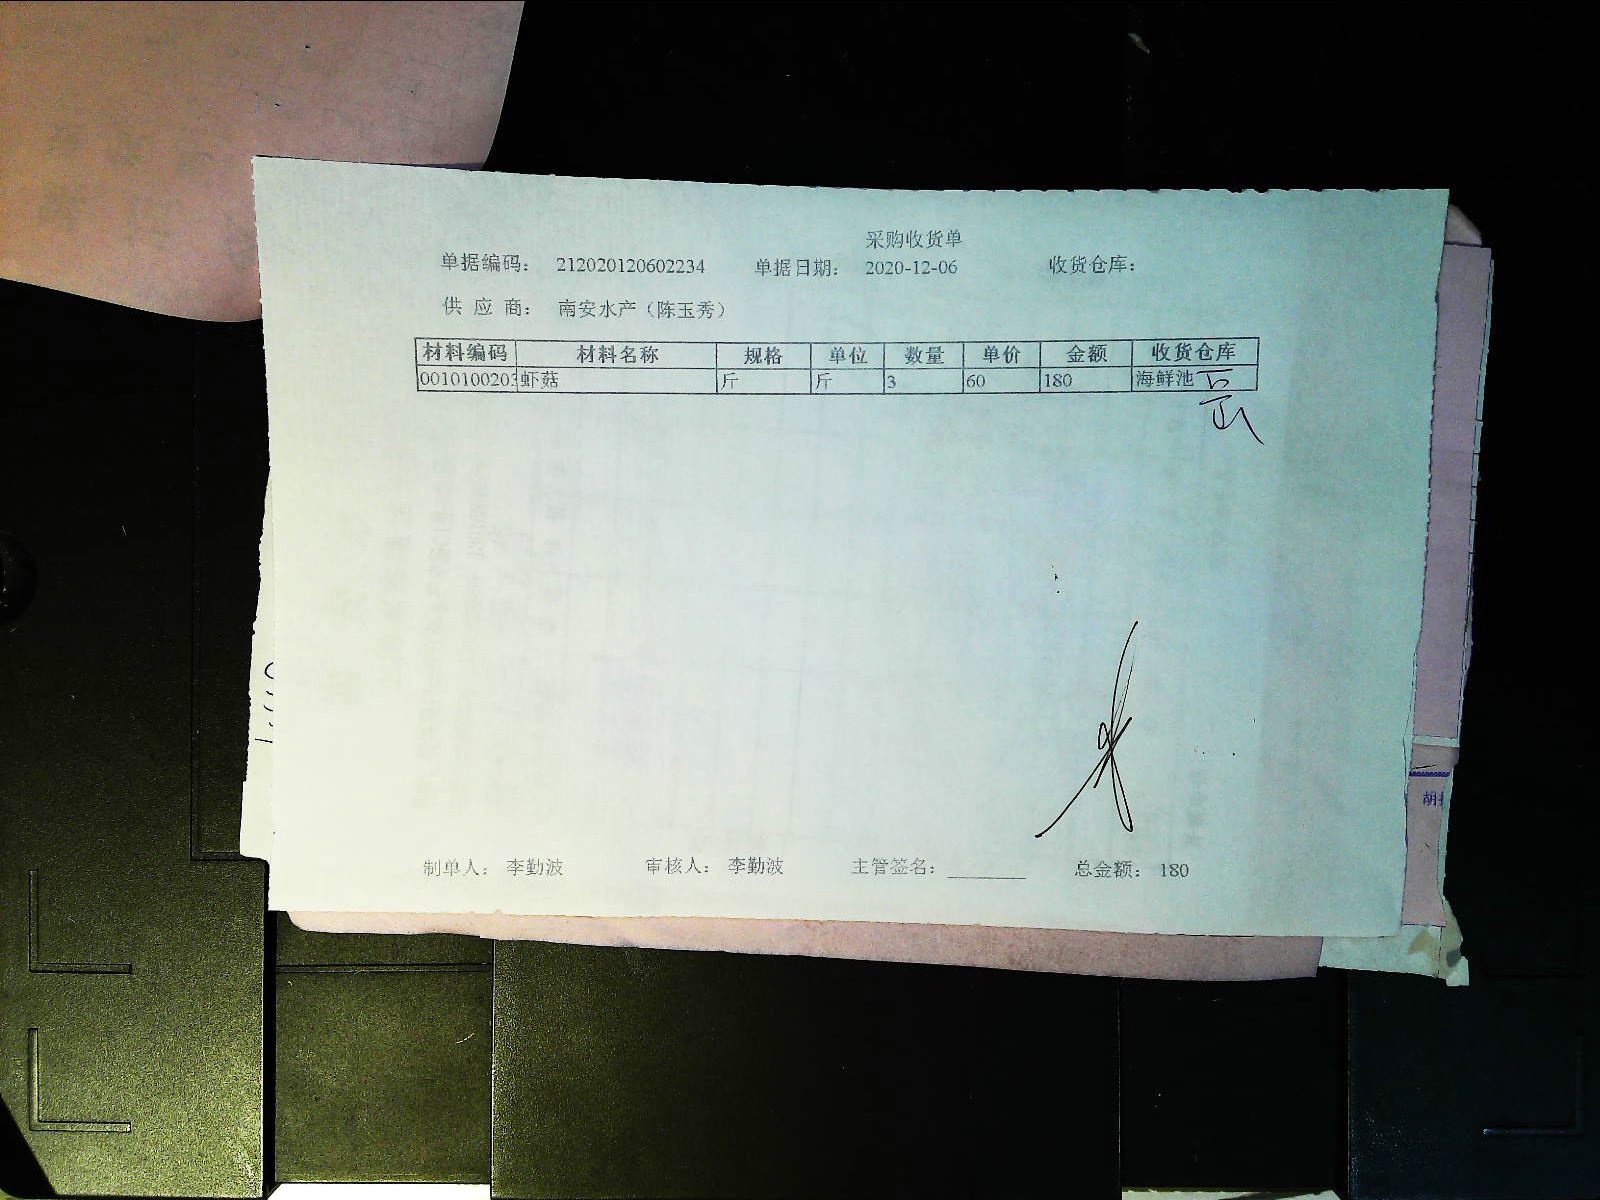 采购收货单
单据编码： 212020120602234 单据日期： 2020-12-06 收货仓库：
供 应 商： 南安水产（陈玉秀）
材料编码 材料名称 规格 单位 数量 单价 金额 收货仓库
0010100203 虾菇 斤 斤 3 60 180 海鲜池
制单人： 李勤波 审核人： 李勤波 主管签名： 总金额： 180